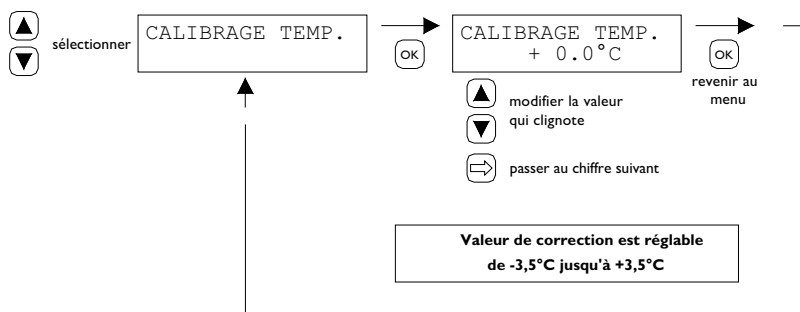 sélectionner
CALIBRAGE TEMP.
OK
CALIBRAGE TEMP.
+ 0.0°C
OK
revenir au
menu
modifier la valeur
qui clignote
passer au chiffre suivant
Valeur de correction est réglable
de -3,5°C jusqu'à +3,5°C